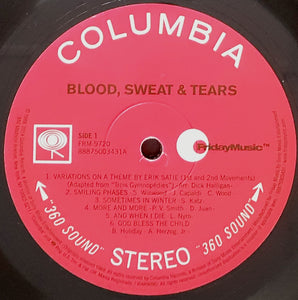 COLUMBIA
BLOOD, SWEAT & TEARS
SIDE 1
FRM-9720
88875003431A
FridayMusic™
1. VARIATIONS ON A THEME BY ERIK SATIE (1st and 2nd Movements)
(Adapted from "Trois Gymnopédies") - Arr. Dick Halligan
2. SMILING PHASES - S. Winwood - J. Capaldi - C. Wood
3. SOMETIMES IN WINTER - S. Katz
4. MORE AND MORE - P.V. Smith - D. Juan
5. AND WHEN I DIE - L. Nyro
6. GOD BLESS THE CHILD
B. Holiday - A. Herzog, Jr.
"360 SOUND" STEREO "360 SOUND"